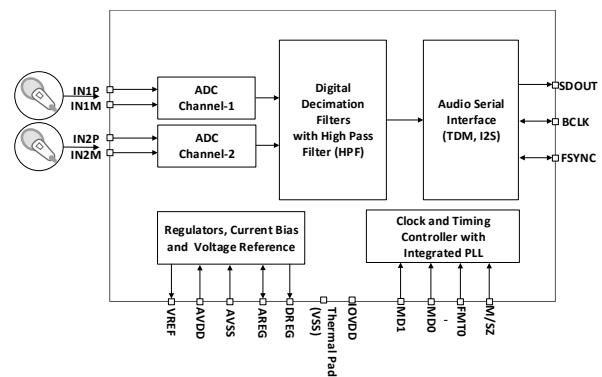 IN1P
IN1M
IN2P
IN2M
ADC
Channel-1
ADC
Channel-2
Digital
Decimation
Filters
with High Pass
Filter (HPF)
Audio Serial
Interface
(TDM, I2S)
SDOUT
BCLK
FSYNC
Regulators, Current Bias
and Voltage Reference
Clock and Timing
Controller with
Integrated PLL
VREF
AVDD
AVSS
AREG
DREG
Thermal Pad
(VSS)
IOVDD
MD1
MD0
-
FMT0
M/SZ